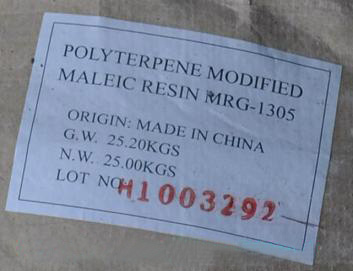 POLYTERPENE MODIFIED
MALEIC RESIN MRG-1305
ORIGIN: MADE IN CHINA
G.W. 25.20KGS
N.W. 25.00KGS
LOT NO H1003292